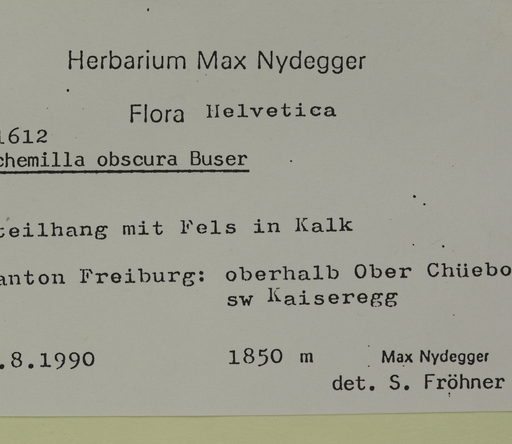 Herbarium Max Nydegger
Flora Helvetica
1612
chemilla obscura Buser
teilhang mit Fels in Kalk
anton Freiburg: oberhalb Ober Chüebo
sw Kaiseregg
.8.1990 1850 m Max Nydegger
det. S. Fröhner